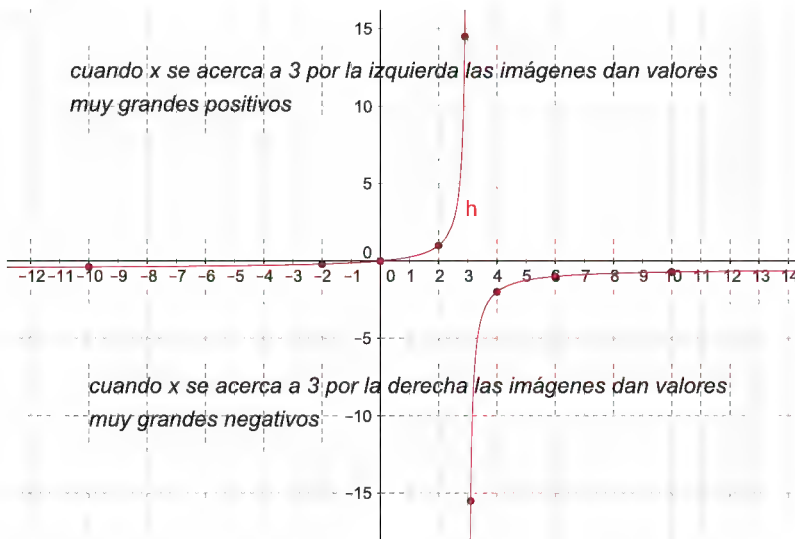 15
cuando x se acerca a 3 por la izquierda las imágenes dan valores
muy grandes positivos
10
5
h
0
−12 −11 −10 −9 −8 −7 −6 −5 −4 −3 −2 −1 0 1 2 3 4 5 6 7 8 9 10 11 12 13 14
−5
cuando x se acerca a 3 por la derecha las imágenes dan valores
muy grandes negativos
−10
−15